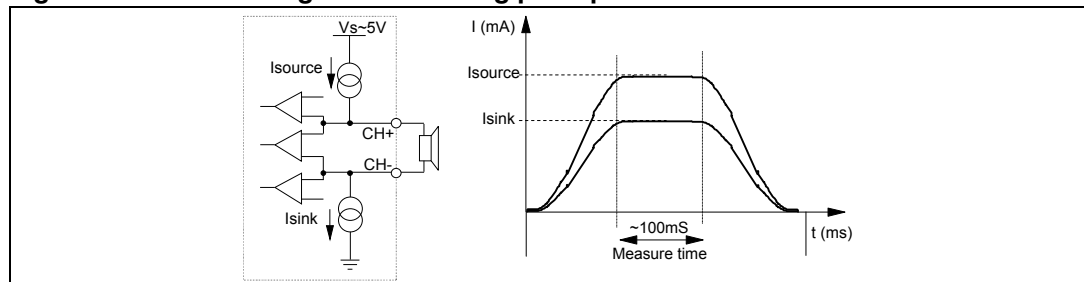 Vs~5V
Isource
CH+
CH-
Isink
I (mA)
Isource
Isink
~100mS
Measure time
t (ms)